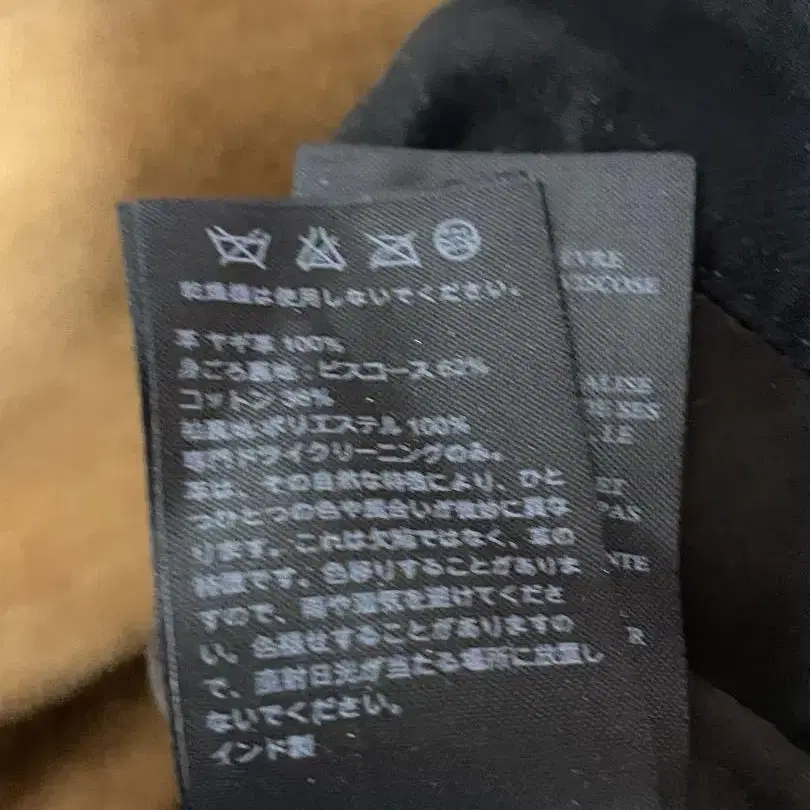 乾燥機は使用しないでください。
革 ヤギ革 100%
身ごろ裏地：ビスコース 62%
コットン 38%
袖裏地:ポリエステル 100%
専門ドライクリーニングのみ。
革は、その自然な特徴により、ひと
つひとつの色や風合いが微妙に異な
ります。これは欠陥ではなく、革の
特徴です。色移りすることがありま
すので、雨や湿気を避けてくださ
い。色褪せすることがありますの
で、直射日光が当たる場所に放置し
ないでください。
インド製
VISCOSE
ALISE
LE
PAS
NTE
R